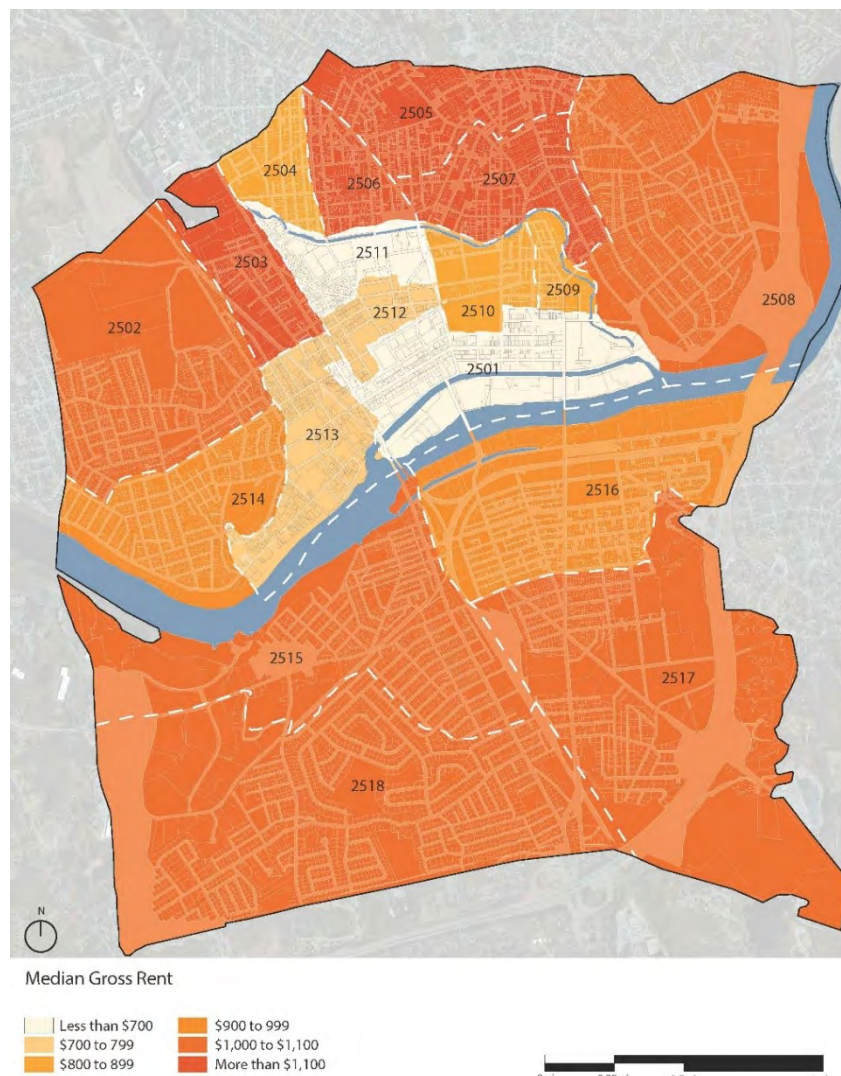 2505
2504
2506
2507
2511
2503
2508
2502
2509
2510
2512
2501
2513
2514
2516
2515
2517
2518
N
Median Gross Rent
Less than $700
$700 to 799
$800 to 899
$900 to 999
$1,000 to $1,100
More than $1,100